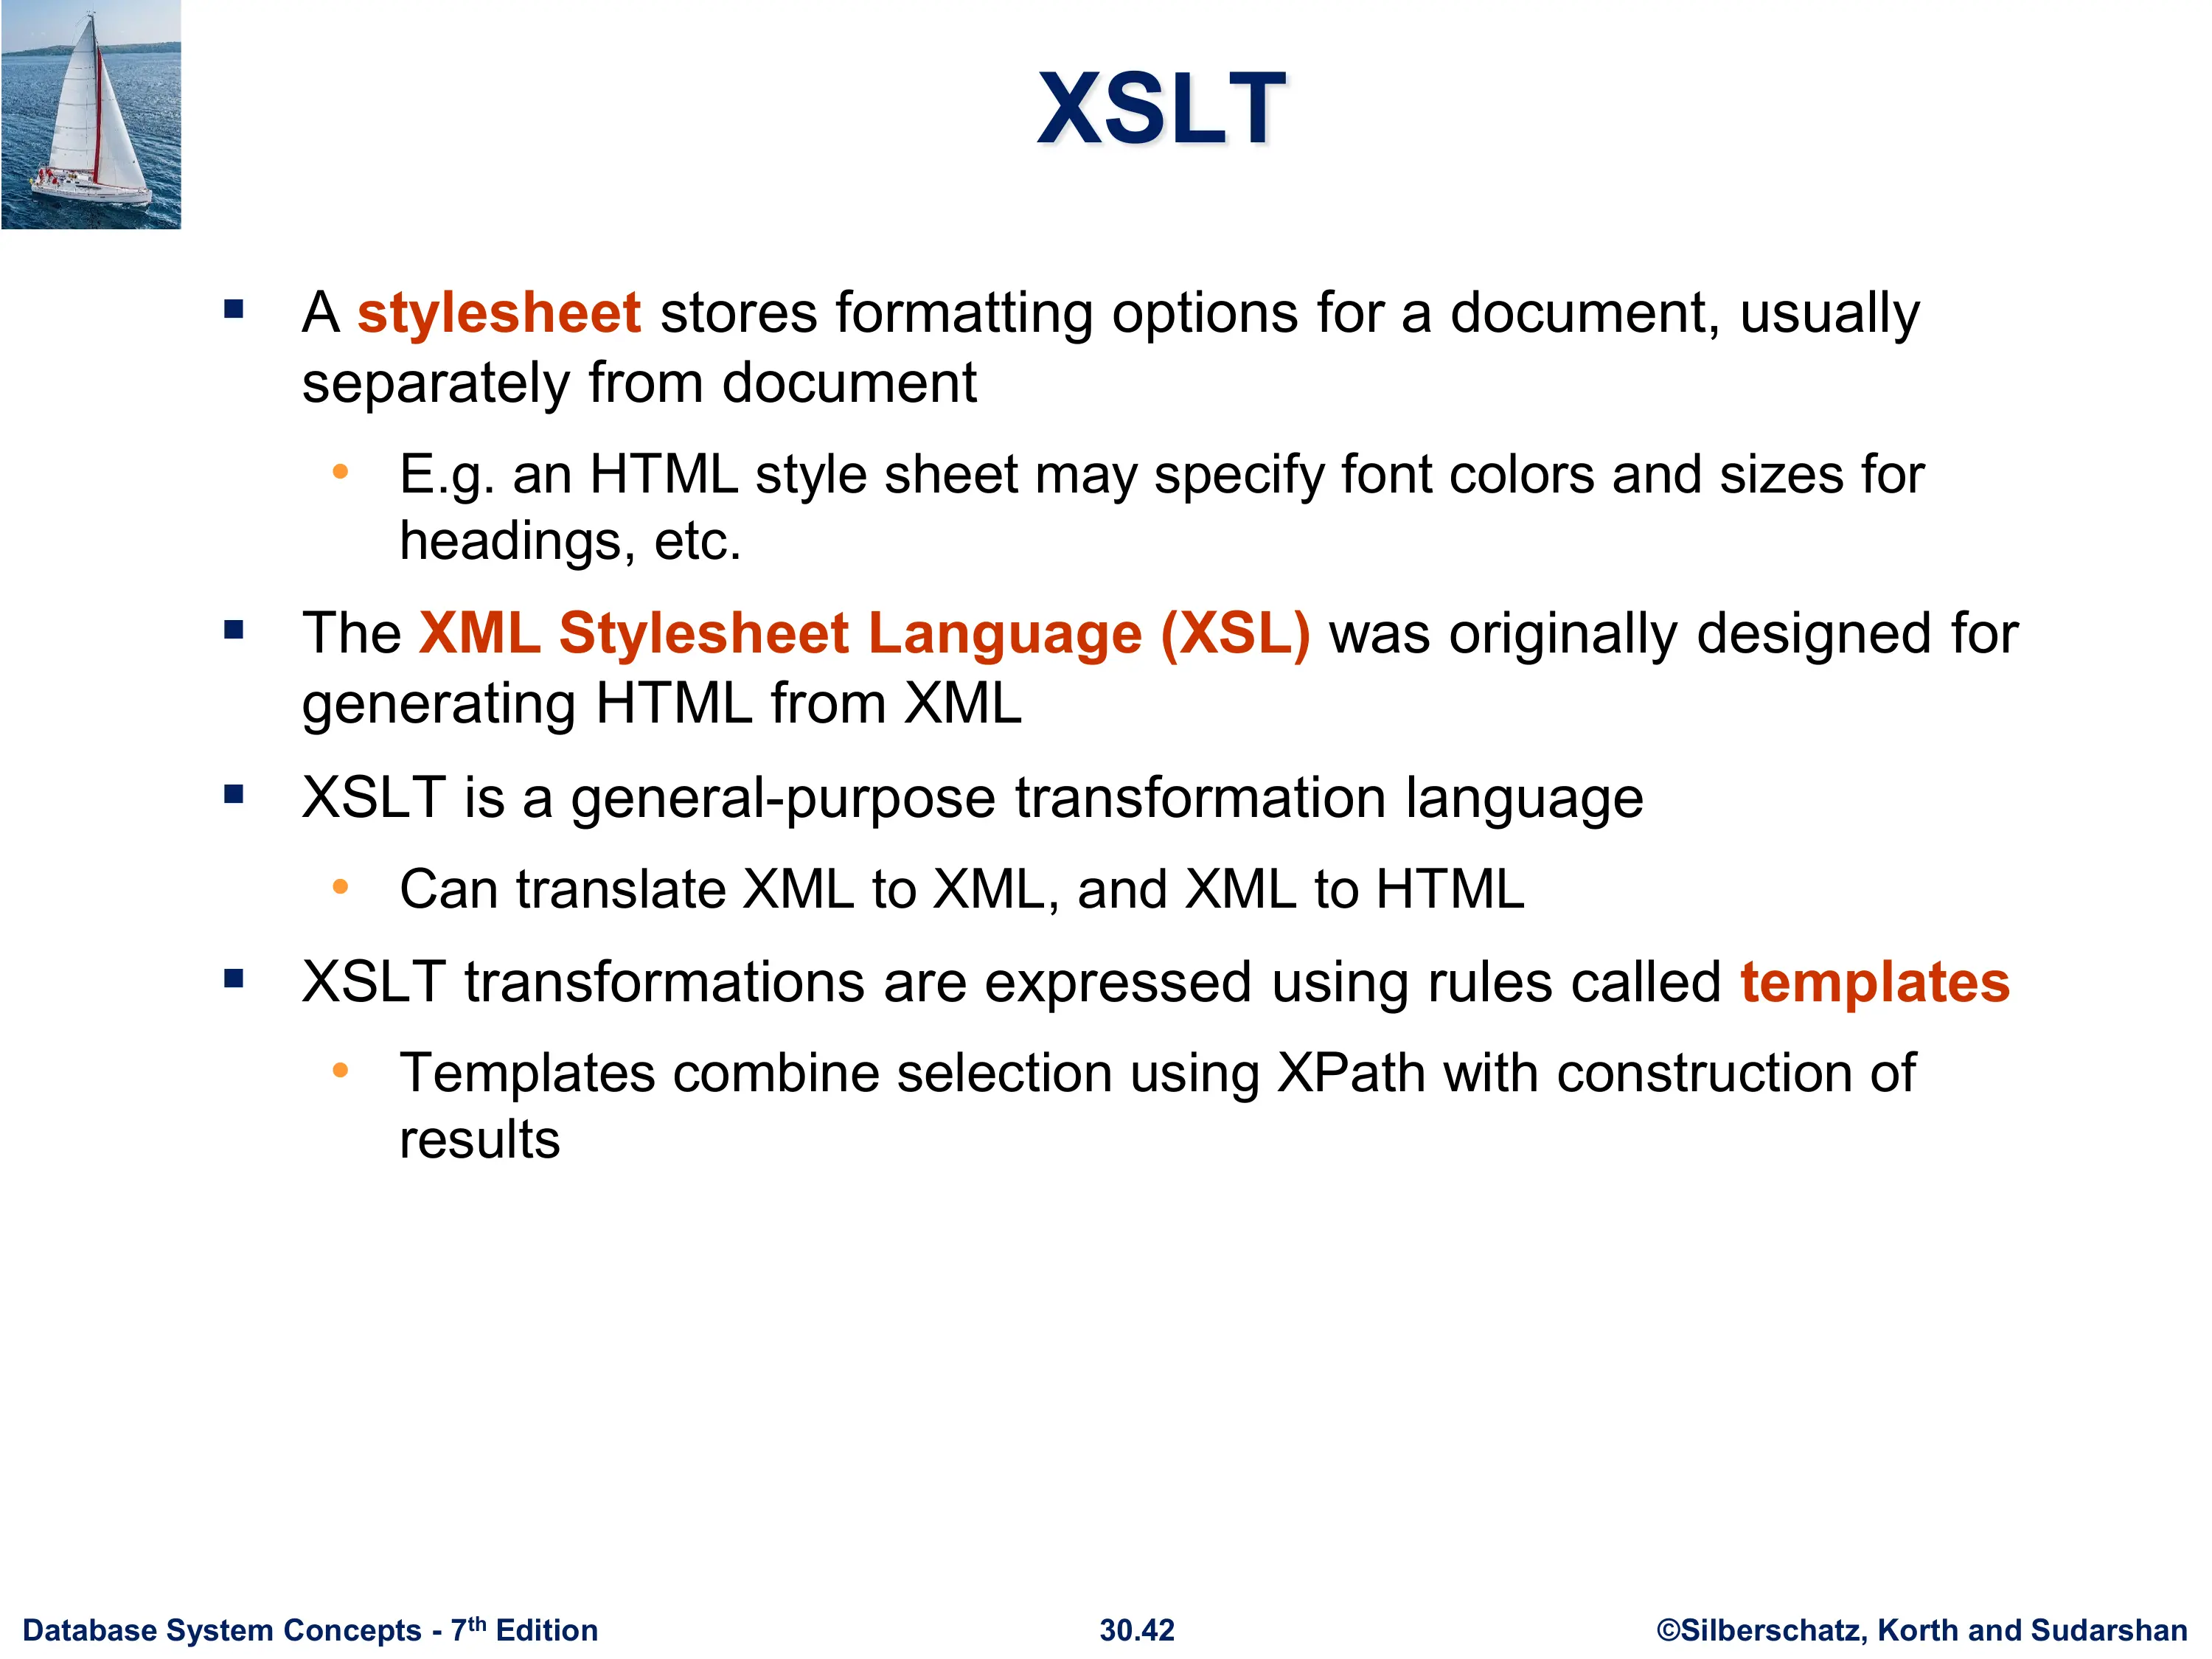 XSLT
▪ A stylesheet stores formatting options for a document, usually
separately from document
• E.g. an HTML style sheet may specify font colors and sizes for
headings, etc.
▪ The XML Stylesheet Language (XSL) was originally designed for
generating HTML from XML
▪ XSLT is a general-purpose transformation language
• Can translate XML to XML, and XML to HTML
▪ XSLT transformations are expressed using rules called templates
• Templates combine selection using XPath with construction of
results
Database System Concepts - 7th Edition
30.42
©Silberschatz, Korth and Sudarshan